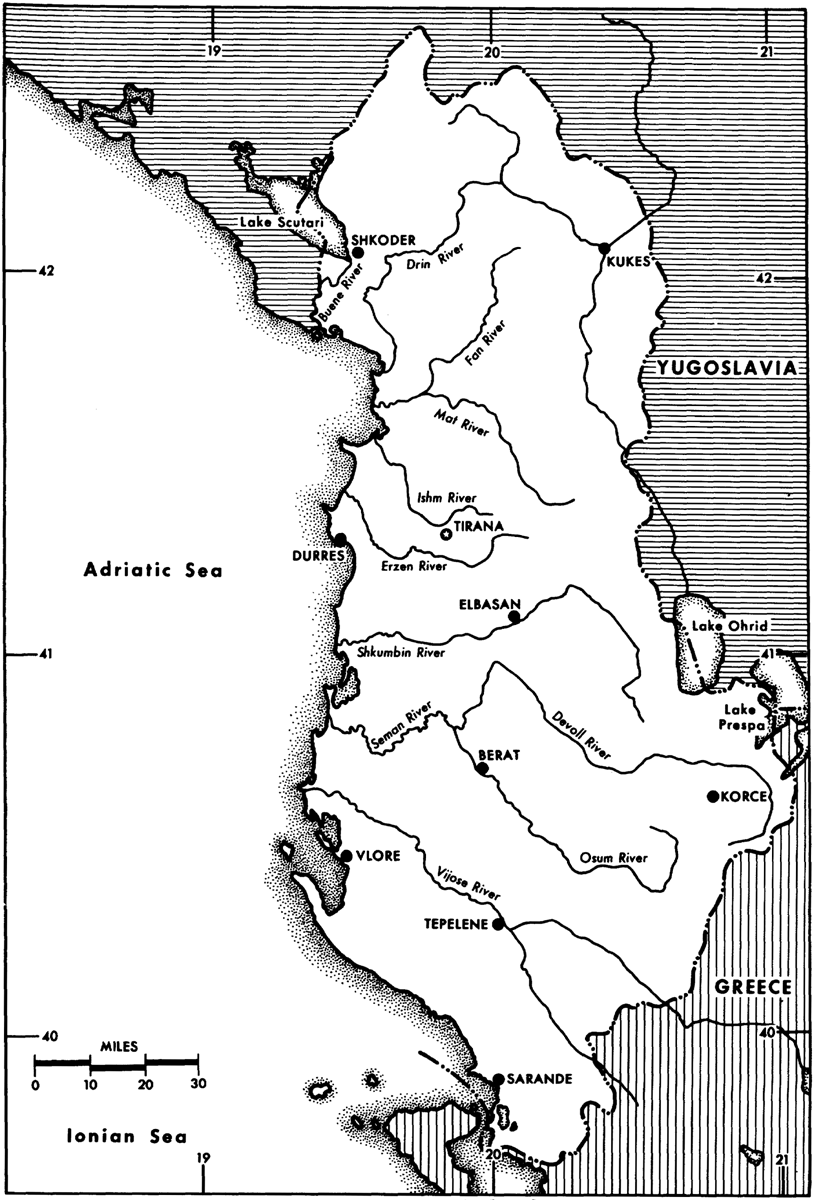 19
20
21
Lake Scutari
SHKODER
Drin River
KUKES
42
42
Buene River
Fan River
YUGOSLAVIA
Mat River
Ishm River
TIRANA
DURRES
Erzen River
Adriatic Sea
ELBASAN
Lake Ohrid
41
Shkumbin River
41
Lake
Prespa
Seman River
Devoll River
BERAT
KORCE
VLORE
Osum River
Vijose River
TEPELENE
GREECE
40
40
MILES
0 10 20 30
SARANDE
Ionian Sea
19
20
21